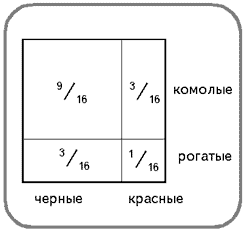 9/16 3/16 комолые
3/16 1/16 рогатые
черные красные